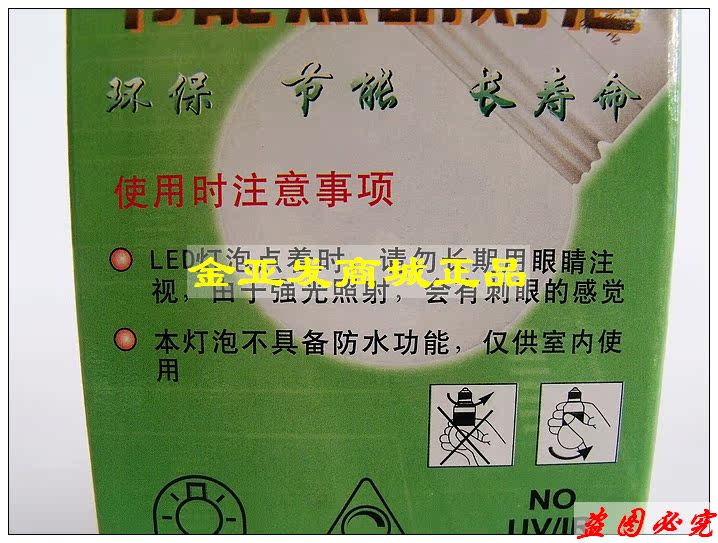 环保 节能 长寿命
使用时注意事项
LED灯泡点着时，请勿长期用眼睛注
视，由于強光照射，会有刺眼的感觉
金亚发商城正品
本灯泡不具备防水功能，仅供室内使
用
NO
UV/IR
盗图必究